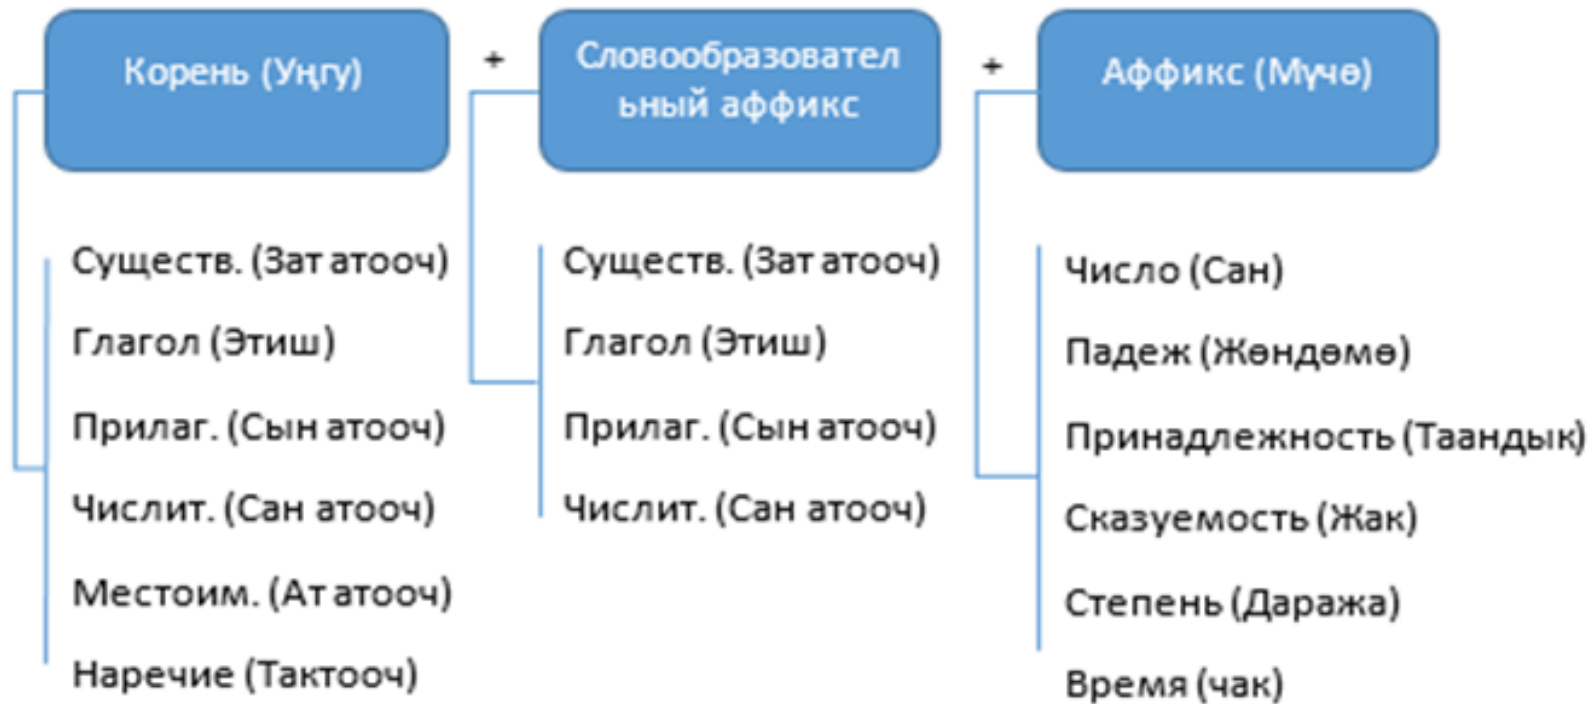 Корень (Уңгу)
+
Словообразовател
ьный аффикс
+
Аффикс (Мүчө)
Существ. (Зат атооч)
Глагол (Этиш)
Прилаг. (Сын атооч)
Числит. (Сан атооч)
Местоим. (Ат атооч)
Наречие (Тактооч)
Существ. (Зат атооч)
Глагол (Этиш)
Прилаг. (Сын атооч)
Числит. (Сан атооч)
Число (Сан)
Падеж (Жөндөмө)
Принадлежность (Таандык)
Сказуемость (Жак)
Степень (Даража)
Время (чак)